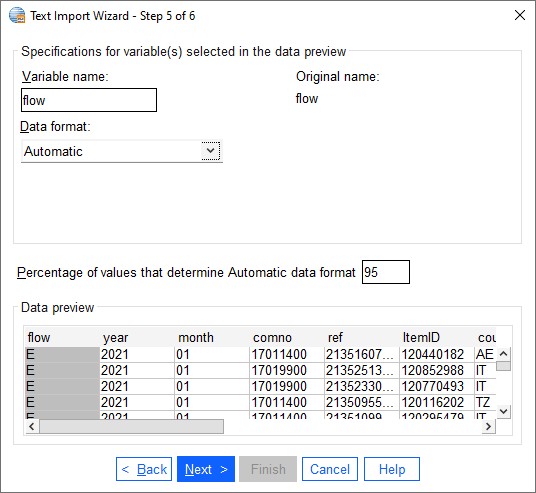 Text Import Wizard - Step 5 of 6
Specifications for variable(s) selected in the data preview
Variable name: Original name:
flow flow
Data format:
Automatic
Percentage of values that determine Automatic data format 95
Data preview
flow year month comno ref ItemID cou
E 2021 01 17011400 21351607... 120440182 AE
E 2021 01 17019900 21352513... 120852988 IT
E 2021 01 17019900 21352330... 120770493 IT
E 2021 01 17011400 21350955... 120116202 TZ
E 2021 01 17011400 21351099 120295479 IT
< Back Next > Finish Cancel Help